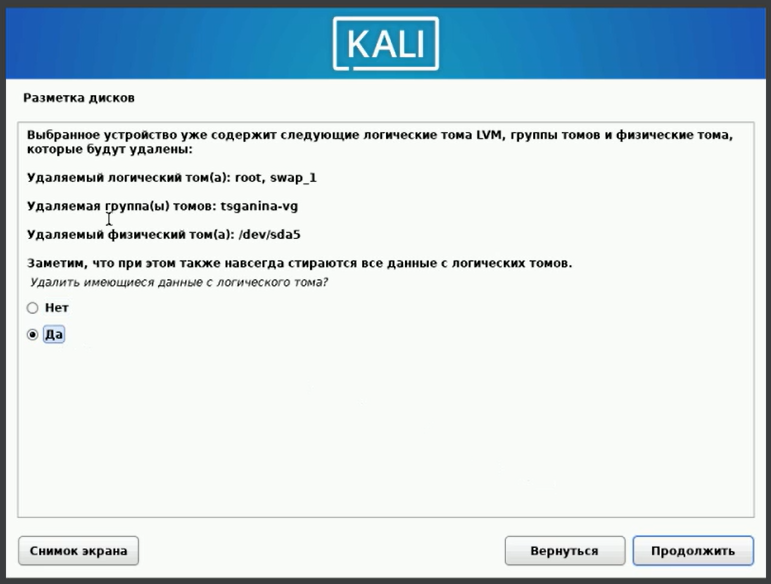 KALI
Разметка дисков
Выбранное устройство уже содержит следующие логические тома LVM, группы томов и физические тома,
которые будут удалены:
Удаляемый логический том(а): root, swap_1
Удаляемая группа(ы) томов: tsganina-vg
Удаляемый физический том(а): /dev/sda5
Заметим, что при этом также навсегда стираются все данные с логических томов.
Удалить имеющиеся данные с логического тома?
Нет
Да
Снимок экрана
Вернуться
Продолжить